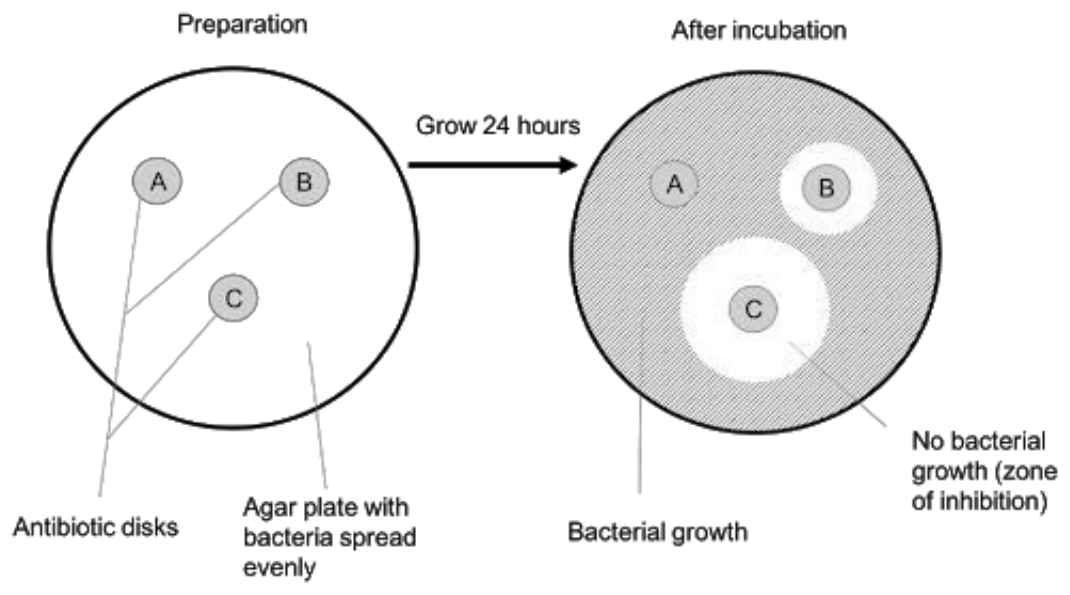 Preparation
After incubation
Grow 24 hours
A
B
C
A
B
C
Antibiotic disks
Agar plate with
bacteria spread
evenly
Bacterial growth
No bacterial
growth (zone
of inhibition)